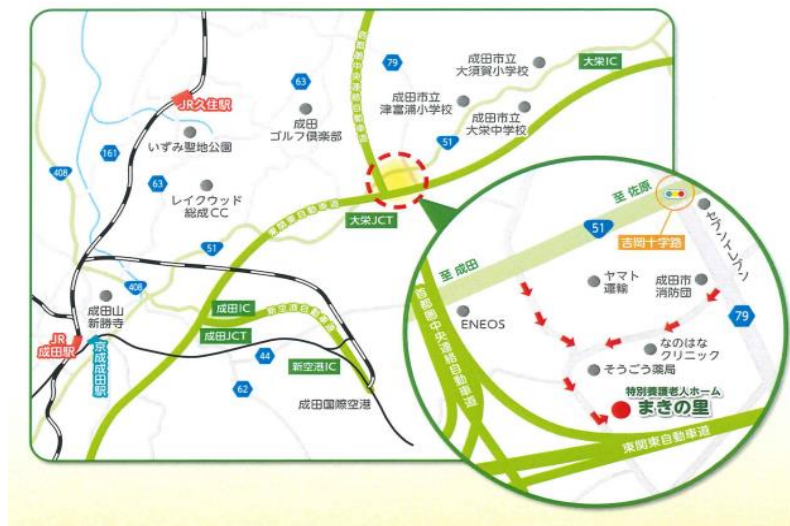 首都圏中央連絡自動車道
79
成田市立
大須賀小学校
大栄IC
63
JR久住駅
成田
ゴルフ倶楽部
成田市立
津富浦小学校
成田市立
大栄中学校
いずみ聖地公園
51
161
408
63
レイクウッド
総成CC
大栄JCT
東関東自動車道
51
408
成田山
新勝寺
成田IC
新空港自動車道
成田JCT
JR
成田駅
京成成田駅
44
新空港IC
62
成田国際空港
至 佐原
51
吉岡十字路
セブンイレブン
至 成田
ヤマト
運輸
成田市
消防団
79
ENEOS
なのはな
クリニック
そうごう薬局
特別養護老人ホーム
まきの里
首都圏中央連絡自動車道
東関東自動車道